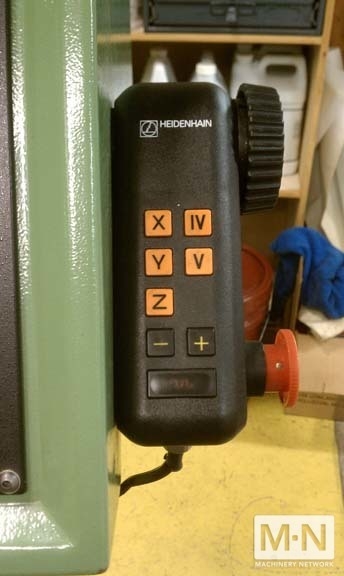 HEIDENHAIN
X IV
Y V
Z
− +
M·N
MACHINERY NETWORK